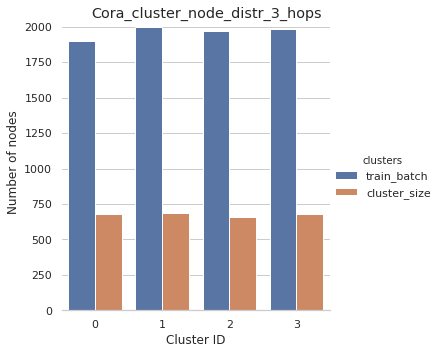 Cora_cluster_node_distr_3_hops
Number of nodes
2000
1750
1500
1250
1000
750
500
250
0
0 1 2 3
Cluster ID
clusters
train_batch
cluster_size